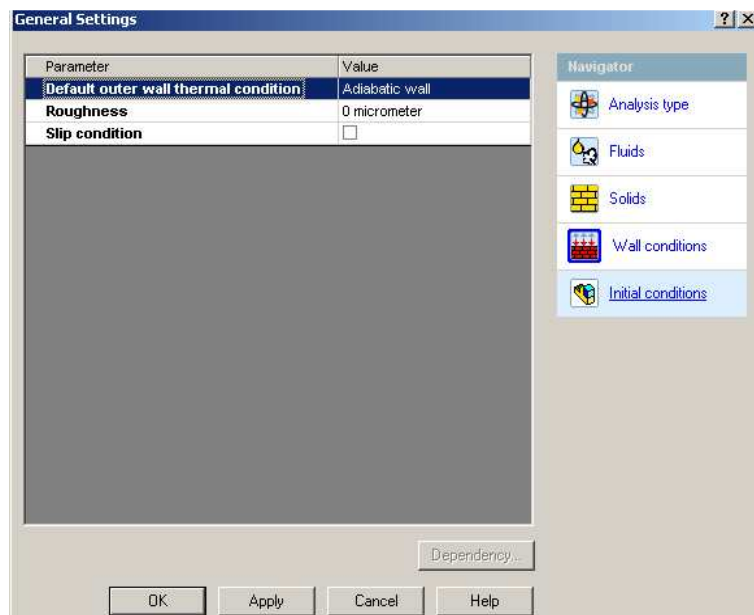 General Settings
Parameter Value
Default outer wall thermal condition Adiabatic wall
Roughness 0 micrometer
Slip condition
Navigator
Analysis type
Fluids
Solids
Wall conditions
Initial conditions
Dependency...
OK Apply Cancel Help